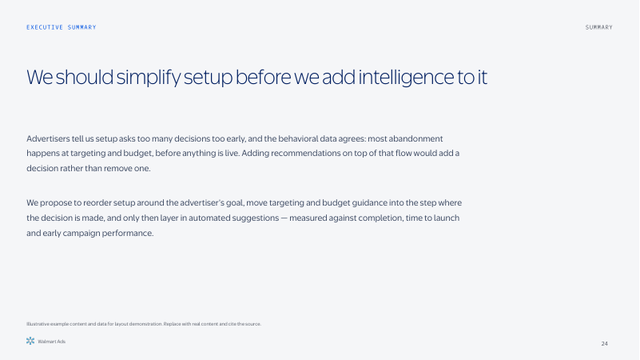 EXECUTIVE SUMMARY
SUMMARY
We should simplify setup before we add intelligence to it
Advertisers tell us setup asks too many decisions too early, and the behavioral data agrees: most abandonment
happens at targeting and budget, before anything is live. Adding recommendations on top of that flow would add a
decision rather than remove one.
We propose to reorder setup around the advertiser's goal, move targeting and budget guidance into the step where
the decision is made, and only then layer in automated suggestions — measured against completion, time to launch
and early campaign performance.
Illustrative example content and data for layout demonstration. Replace with real content and cite the source.
Walmart Ads
24